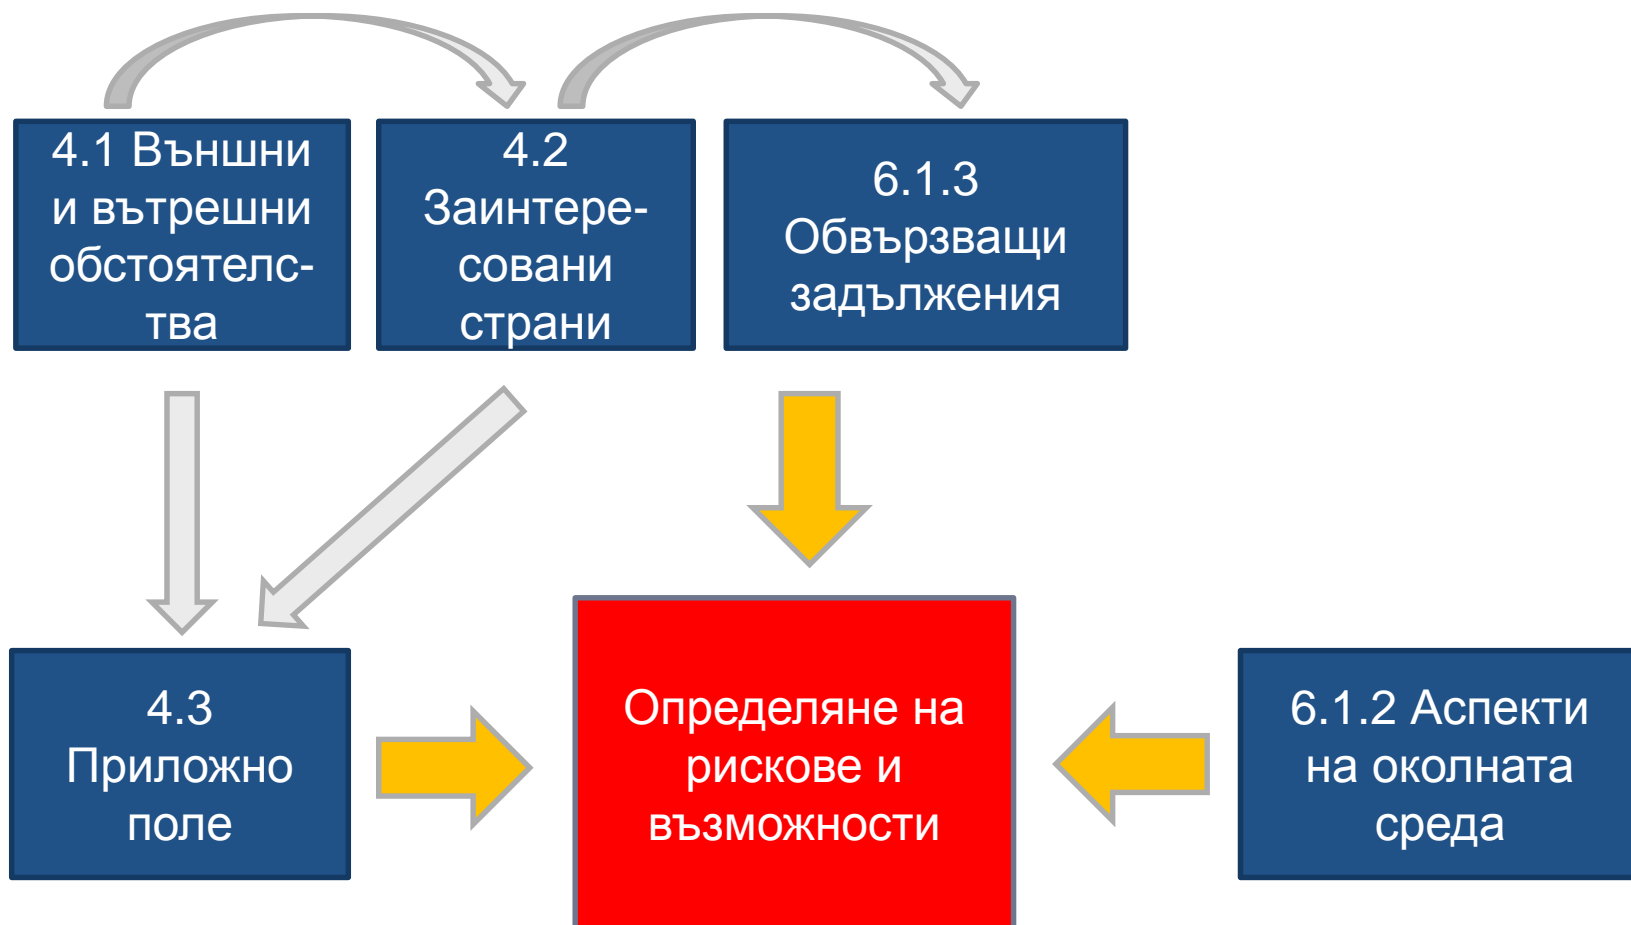 4.1 Външни
и вътрешни
обстоятелс-
тва
4.2
Заинтере-
совани
страни
6.1.3
Обвързващи
задължения
4.3
Приложно
поле
Определяне на
рискове и
възможности
6.1.2 Аспекти
на околната
среда